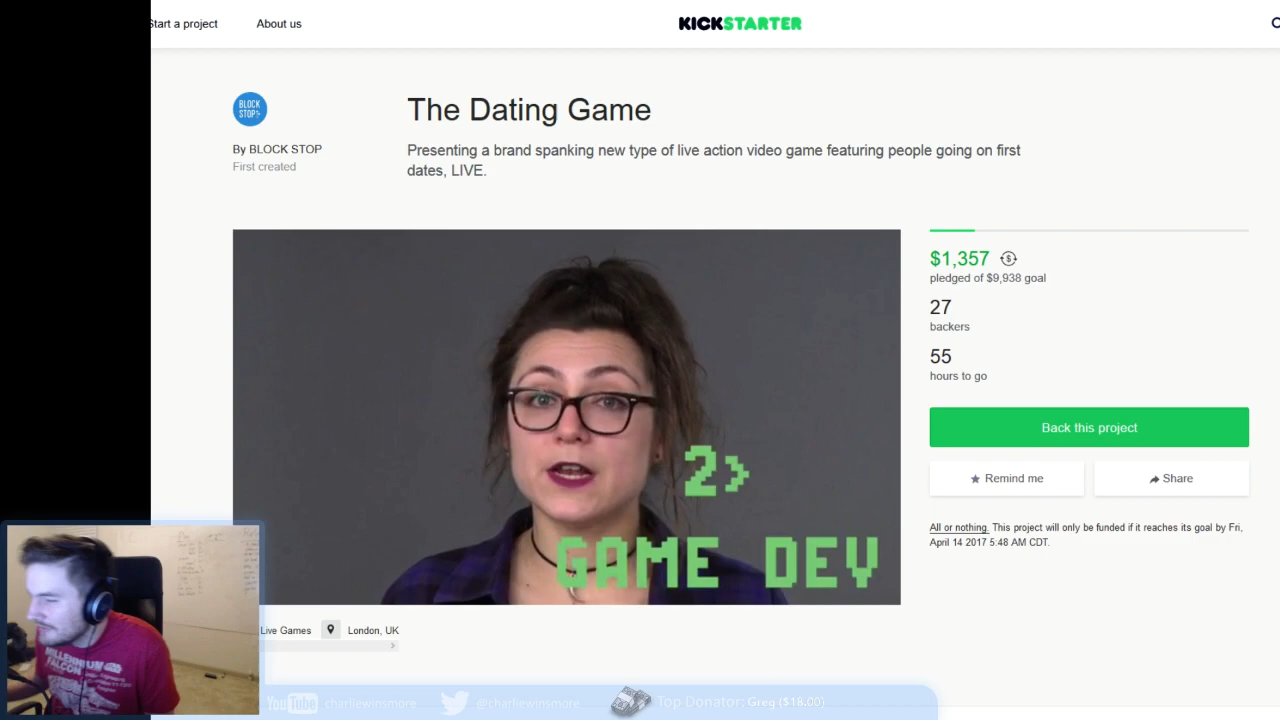 Start a project
About us
KICKSTARTER
BLOCK
STOP>
The Dating Game
By BLOCK STOP
First created
Presenting a brand spanking new type of live action video game featuring people going on first
dates, LIVE.
2>
GAME DEV
$1,357
pledged of $9,938 goal
27
backers
55
hours to go
Back this project
Remind me
Share
All or nothing. This project will only be funded if it reaches its goal by Fri,
April 14 2017 5:48 AM CDT.
Live Games
London, UK
MILLENNIUM
FALCON
YouTube charliewinsmore
@charliewinsmore
Top Donator: Greg ($18.00)